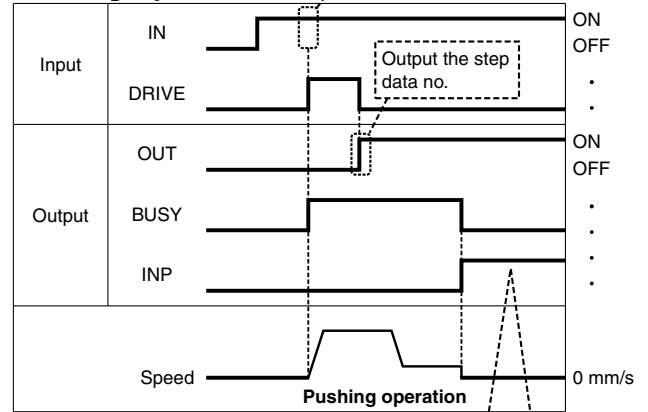 IN
ON
OFF
Input
Output the step
data no.
DRIVE
OUT
ON
OFF
Output
BUSY
INP
Speed
0 mm/s
Pushing operation